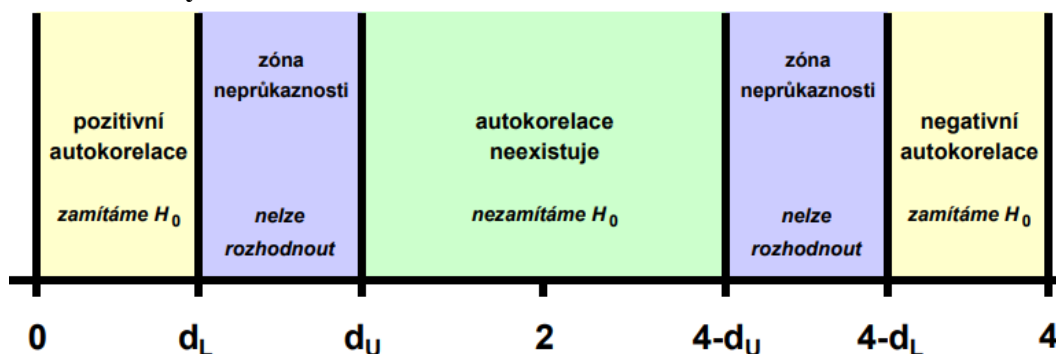 pozitivní
autokorelace
zamítáme H0
zóna
neprůkaznosti
nelze
rozhodnout
autokorelace
neexistuje
nezamítáme H0
zóna
neprůkaznosti
nelze
rozhodnout
negativní
autokorelace
zamítáme H0
0 dL dU 2 4-dU 4-dL 4